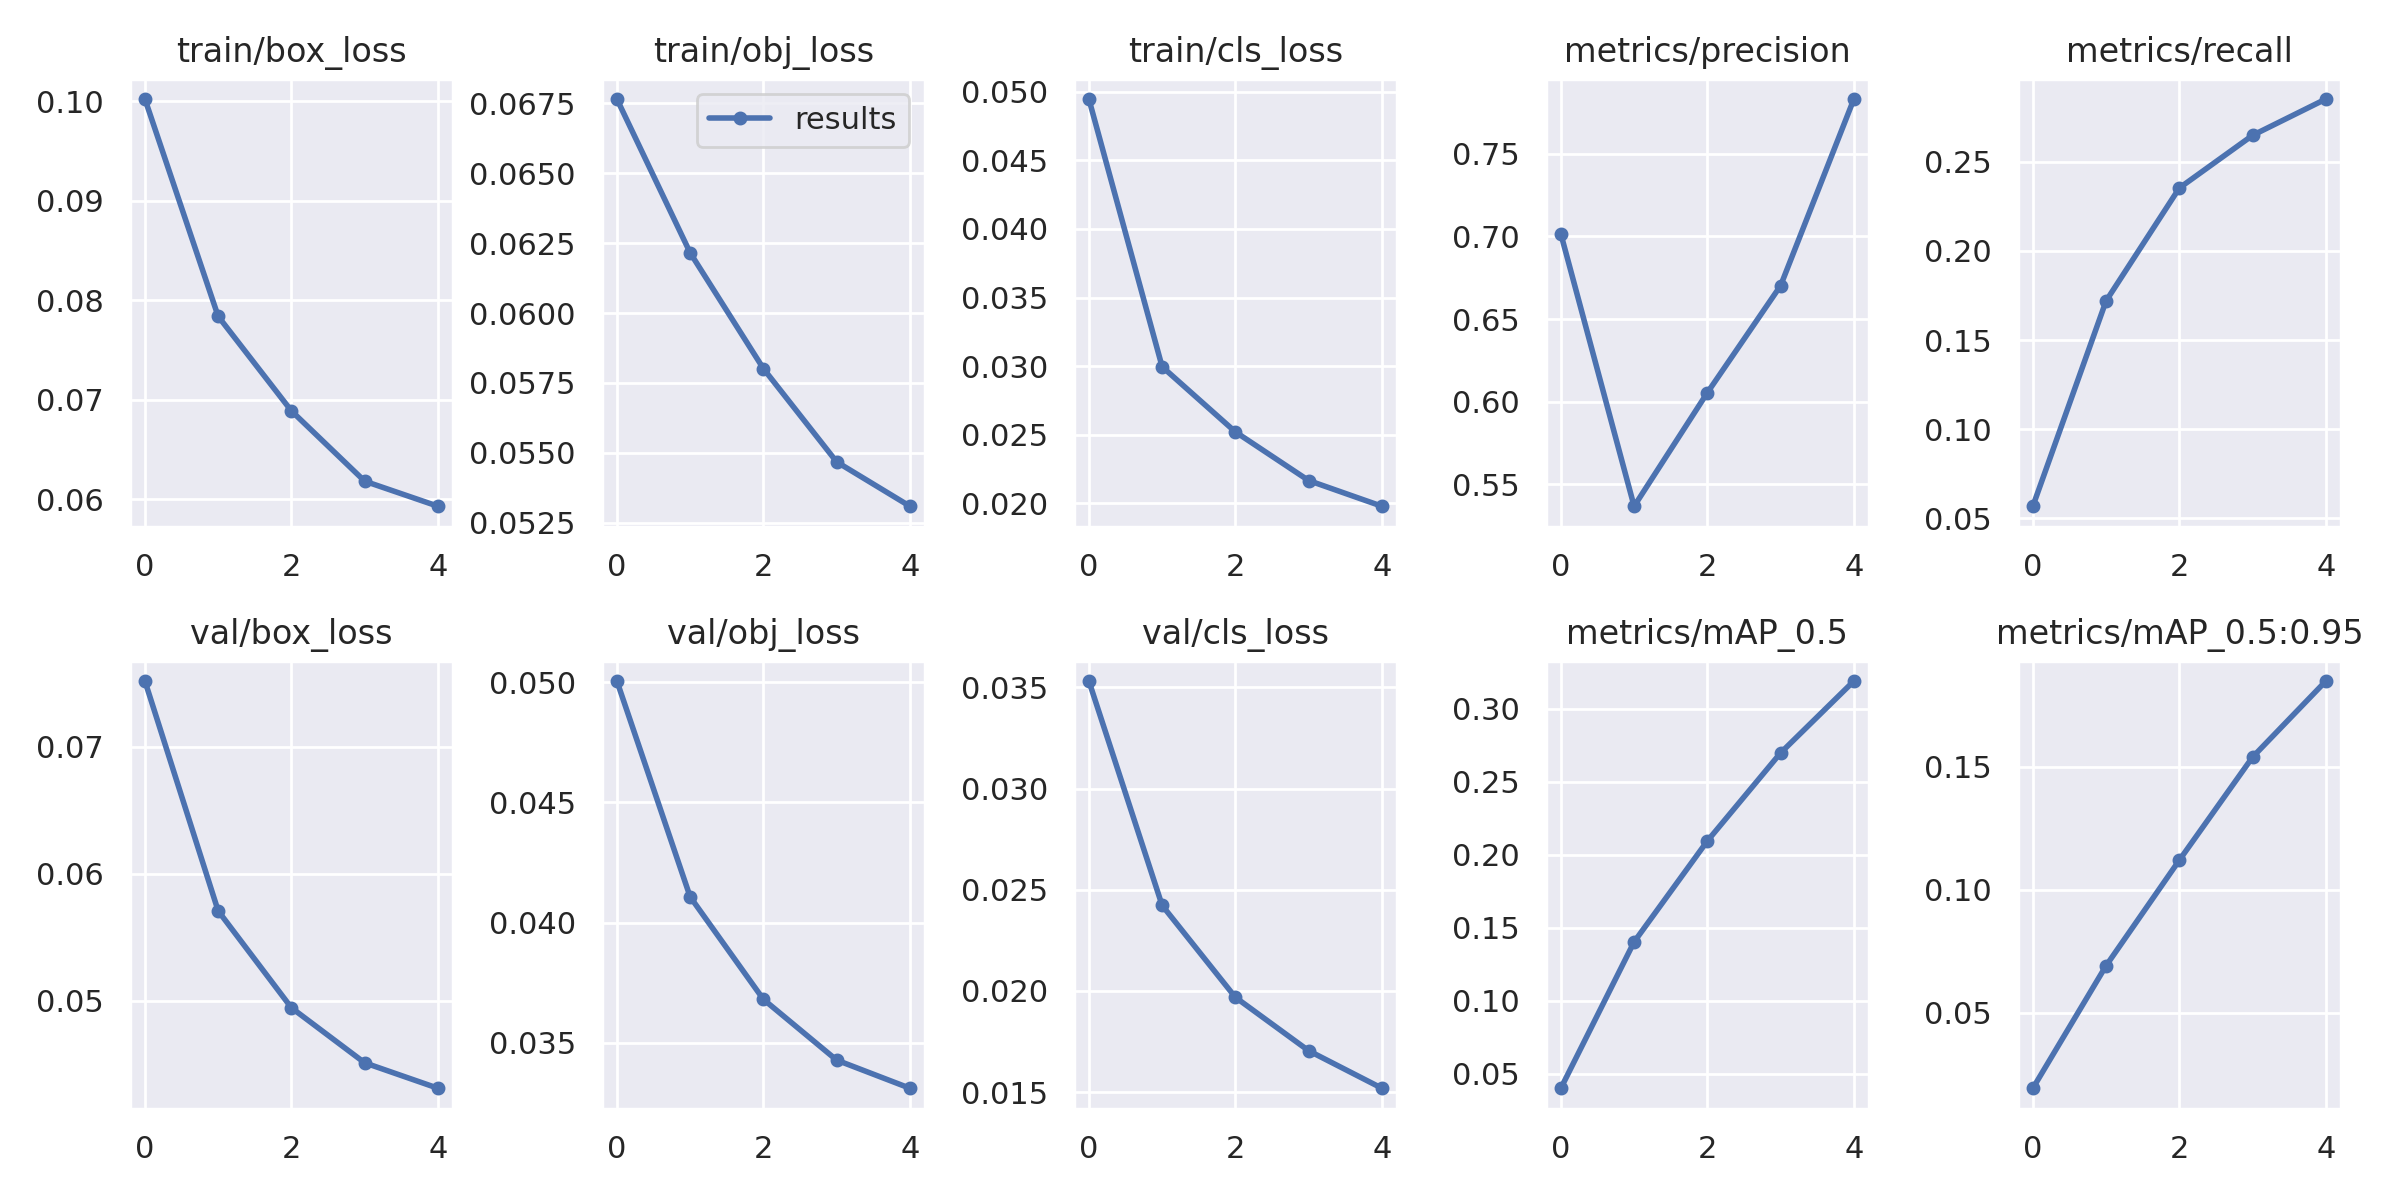 train/box_loss
0.10
0.09
0.08
0.07
0.06
0 2 4
train/obj_loss
results
0.0675
0.0650
0.0625
0.0600
0.0575
0.0550
0.0525
0 2 4
train/cls_loss
0.050
0.045
0.040
0.035
0.030
0.025
0.020
0 2 4
metrics/precision
0.75
0.70
0.65
0.60
0.55
0 2 4
metrics/recall
0.25
0.20
0.15
0.10
0.05
0 2 4
val/box_loss
0.07
0.06
0.05
0 2 4
val/obj_loss
0.050
0.045
0.040
0.035
0 2 4
val/cls_loss
0.035
0.030
0.025
0.020
0.015
0 2 4
metrics/mAP_0.5
0.30
0.25
0.20
0.15
0.10
0.05
0 2 4
metrics/mAP_0.5:0.95
0.15
0.10
0.05
0 2 4